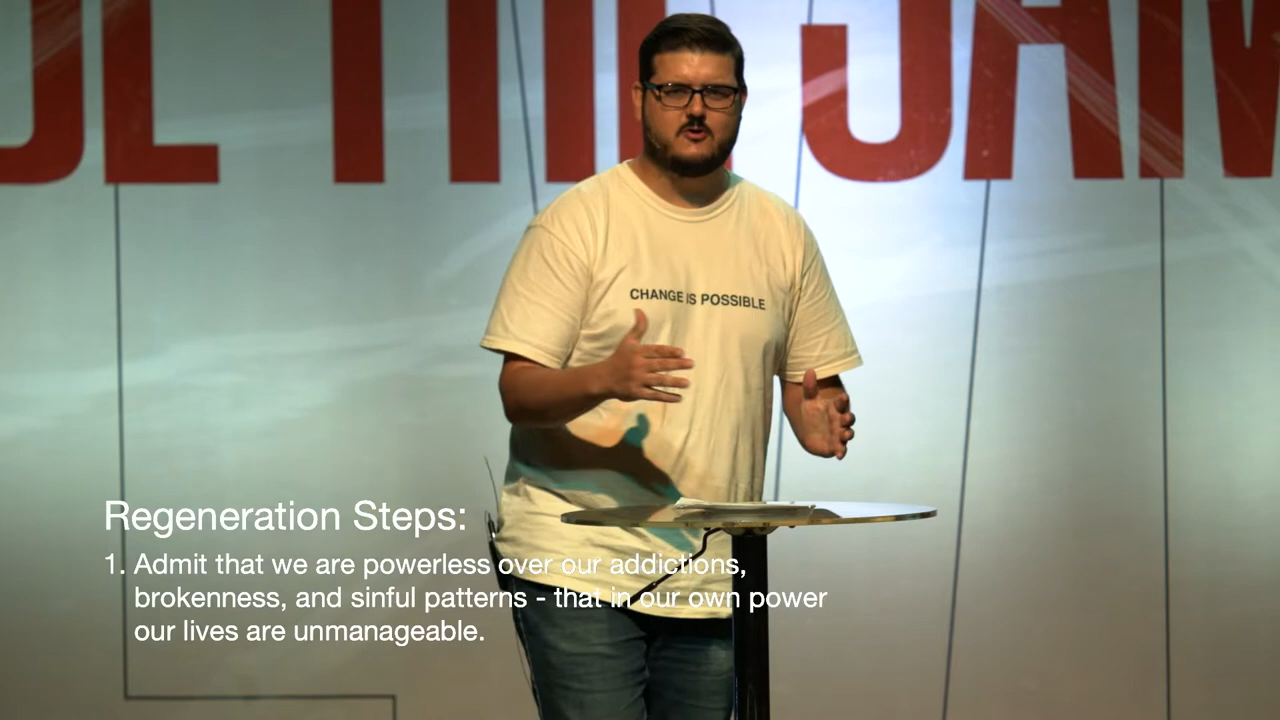 CHANGE IS POSSIBLE
Regeneration Steps:
1. Admit that we are powerless over our addictions,
brokenness, and sinful patterns - that in our own power
our lives are unmanageable.